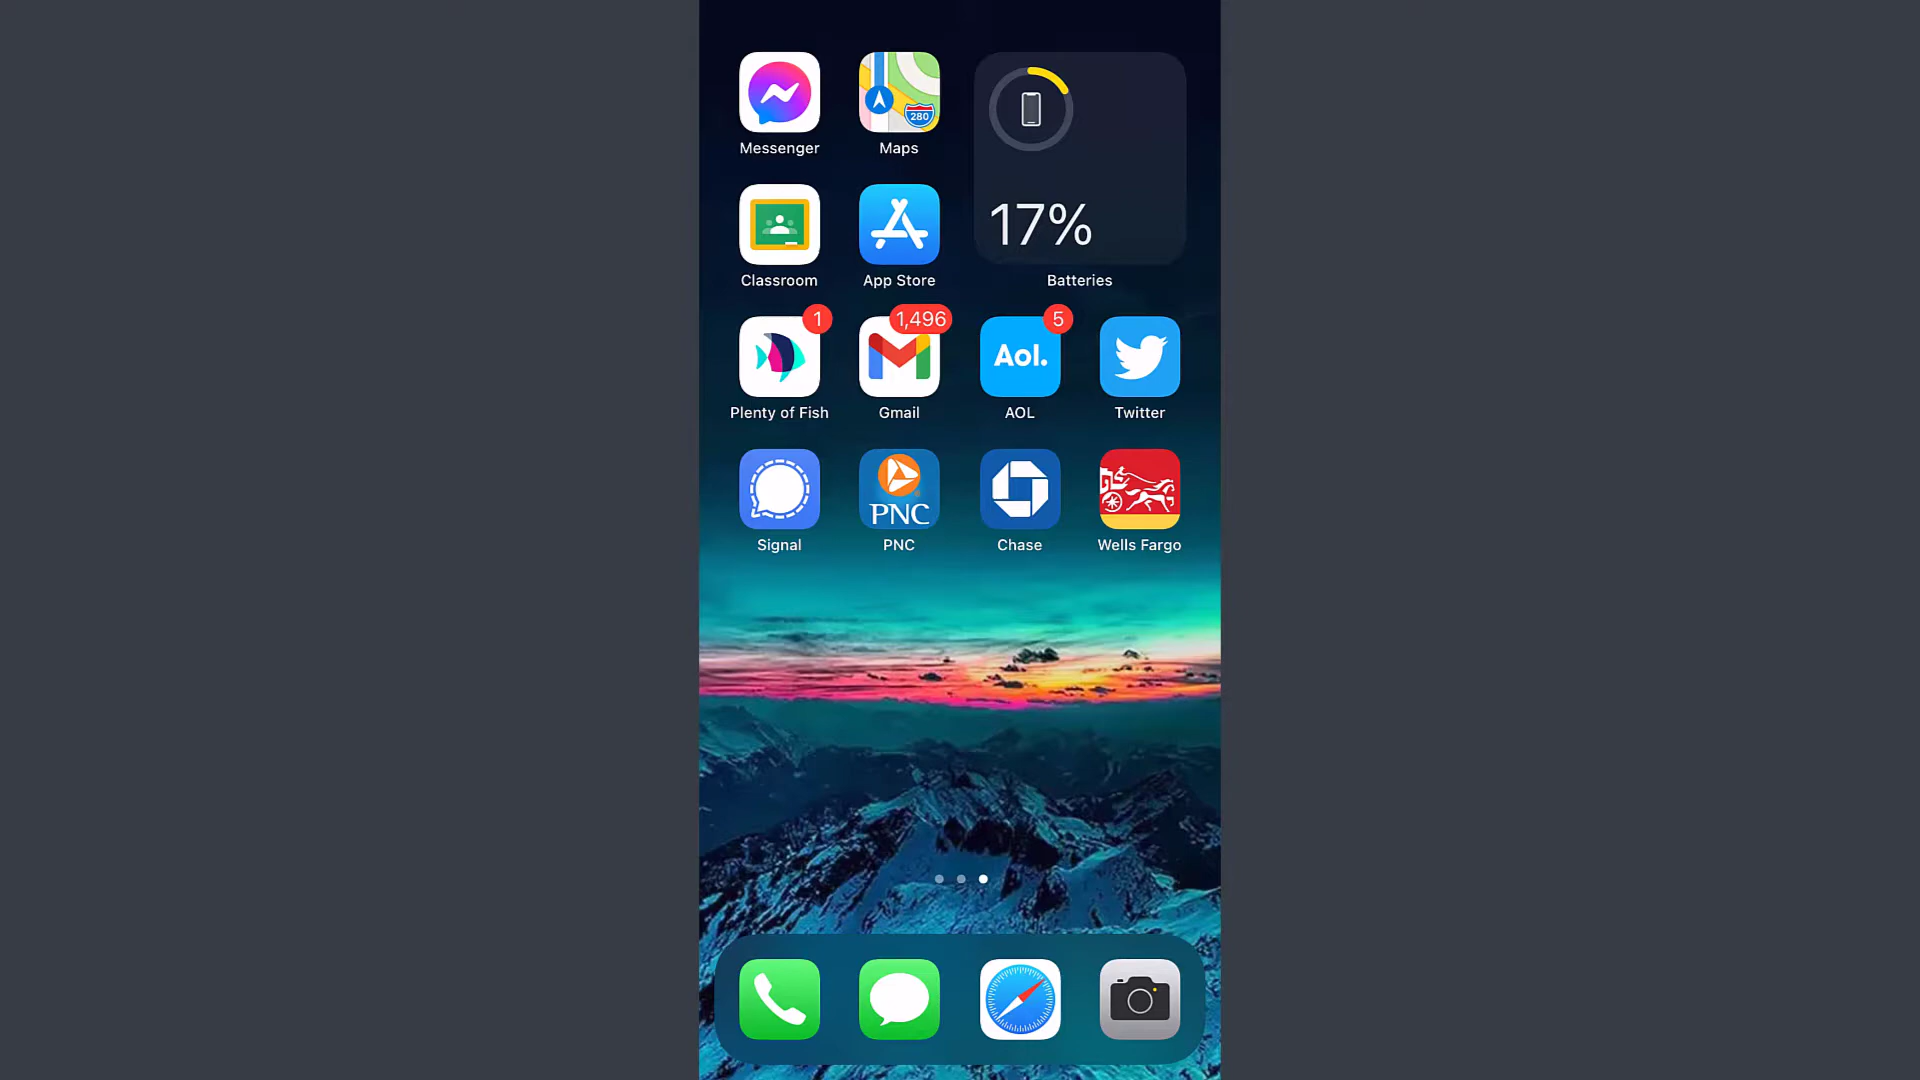 280
Messenger
Maps
17%
Classroom
App Store
Batteries
1
1,496
5
Aol.
Plenty of Fish
Gmail
AOL
Twitter
PNC
Signal
PNC
Chase
Wells Fargo